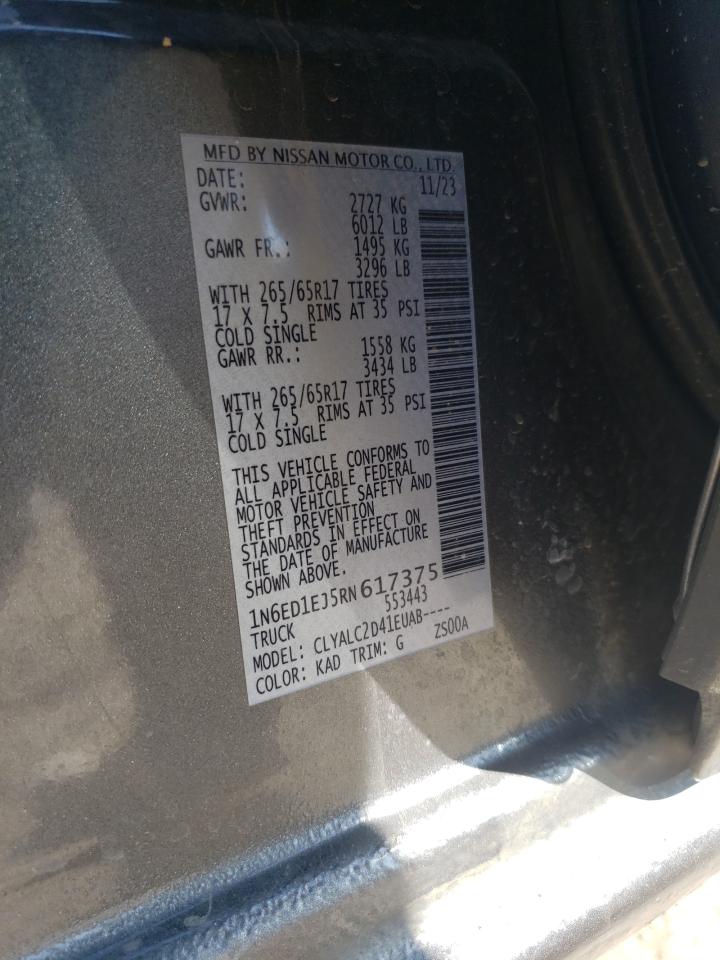 MFD BY NISSAN MOTOR CO., LTD.
DATE: 11/23
GVWR: 2727 KG
6012 LB
GAWR FR.: 1495 KG
3296 LB
WITH 265/65R17 TIRES
17 X 7.5 RIMS AT 35 PSI
COLD SINGLE
GAWR RR.: 1558 KG
3434 LB
WITH 265/65R17 TIRES
17 X 7.5 RIMS AT 35 PSI
COLD SINGLE
THIS VEHICLE CONFORMS TO
ALL APPLICABLE FEDERAL
MOTOR VEHICLE SAFETY AND
THEFT PREVENTION
STANDARDS IN EFFECT ON
THE DATE OF MANUFACTURE
SHOWN ABOVE.
1N6ED1EJ5RN617375
TRUCK 553443
MODEL: CLYALC2D41EUAB----
COLOR: KAD TRIM: G ZS00A